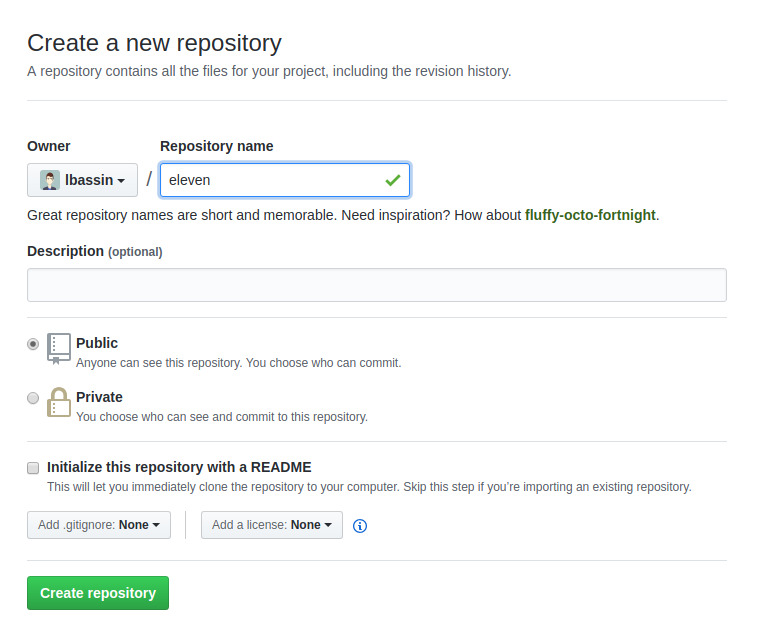 Create a new repository
A repository contains all the files for your project, including the revision history.
Owner
Repository name
lbassin / eleven
Great repository names are short and memorable. Need inspiration? How about fluffy-octo-fortnight.
Description (optional)
Public
Anyone can see this repository. You choose who can commit.
Private
You choose who can see and commit to this repository.
Initialize this repository with a README
This will let you immediately clone the repository to your computer. Skip this step if you’re importing an existing repository.
Add .gitignore: None
Add a license: None
Create repository